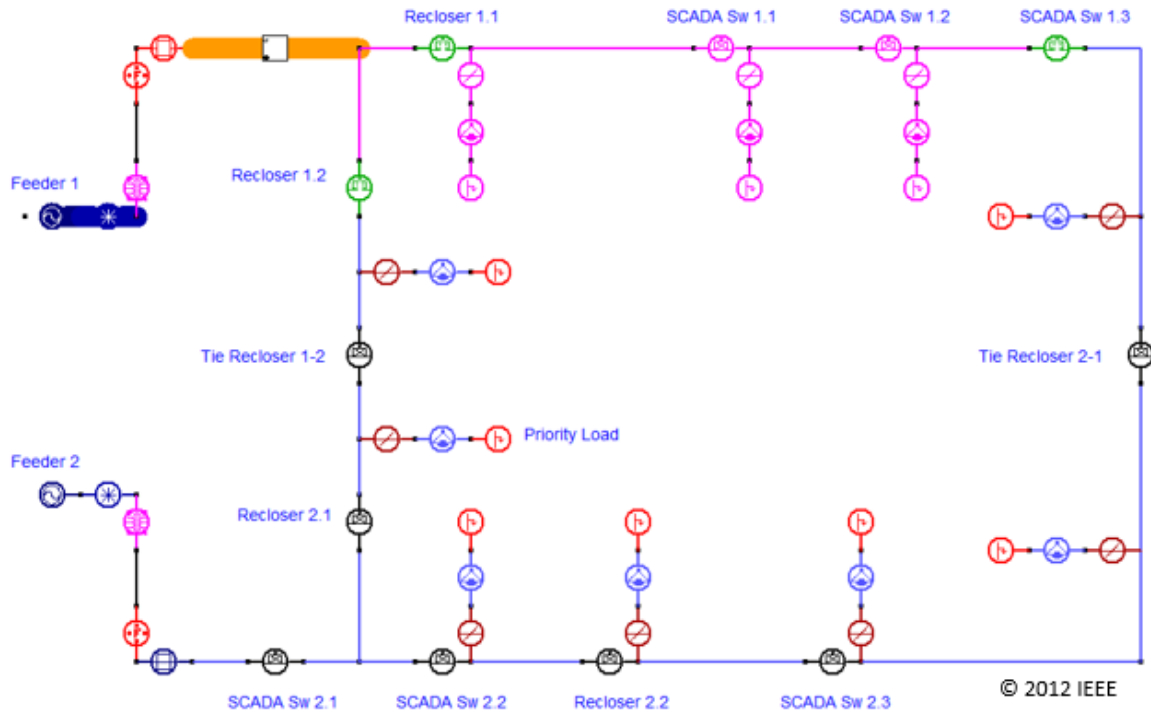 Recloser 1.1
SCADA Sw 1.1
SCADA Sw 1.2
SCADA Sw 1.3
Feeder 1
Recloser 1.2
Tie Recloser 1-2
Tie Recloser 2-1
Priority Load
Feeder 2
Recloser 2.1
SCADA Sw 2.1
SCADA Sw 2.2
Recloser 2.2
SCADA Sw 2.3
© 2012 IEEE